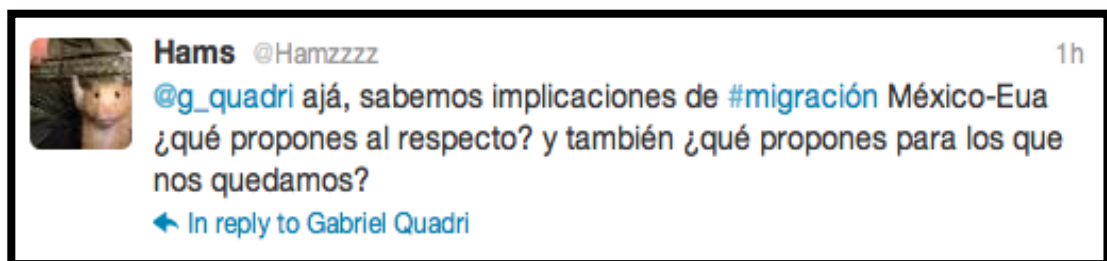 Hams @Hamzzzz 1h
@g_quadri ajá, sabemos implicaciones de #migración México-Eua
¿qué propones al respecto? y también ¿qué propones para los que
nos quedamos?
In reply to Gabriel Quadri